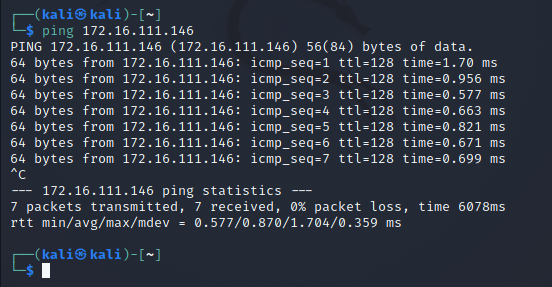 ┌──(kali㉿kali)-[~]
└─$ ping 172.16.111.146
PING 172.16.111.146 (172.16.111.146) 56(84) bytes of data.
64 bytes from 172.16.111.146: icmp_seq=1 ttl=128 time=1.70 ms
64 bytes from 172.16.111.146: icmp_seq=2 ttl=128 time=0.956 ms
64 bytes from 172.16.111.146: icmp_seq=3 ttl=128 time=0.577 ms
64 bytes from 172.16.111.146: icmp_seq=4 ttl=128 time=0.663 ms
64 bytes from 172.16.111.146: icmp_seq=5 ttl=128 time=0.821 ms
64 bytes from 172.16.111.146: icmp_seq=6 ttl=128 time=0.671 ms
64 bytes from 172.16.111.146: icmp_seq=7 ttl=128 time=0.699 ms
^C
--- 172.16.111.146 ping statistics ---
7 packets transmitted, 7 received, 0% packet loss, time 6078ms
rtt min/avg/max/mdev = 0.577/0.870/1.704/0.359 ms
┌──(kali㉿kali)-[~]
└─$